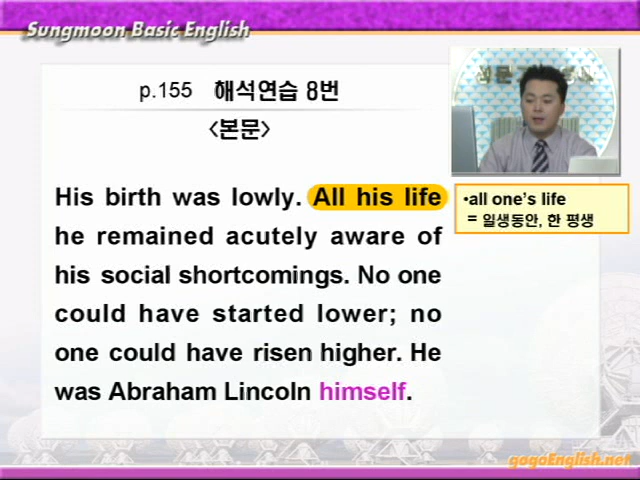 Sungmoon Basic English
p.155 해석연습 8번
<본문>
His birth was lowly. All his life
he remained acutely aware of
his social shortcomings. No one
could have started lower; no
one could have risen higher. He
was Abraham Lincoln himself.
•all one's life
= 일생동안, 한 평생
gogoEnglish.net